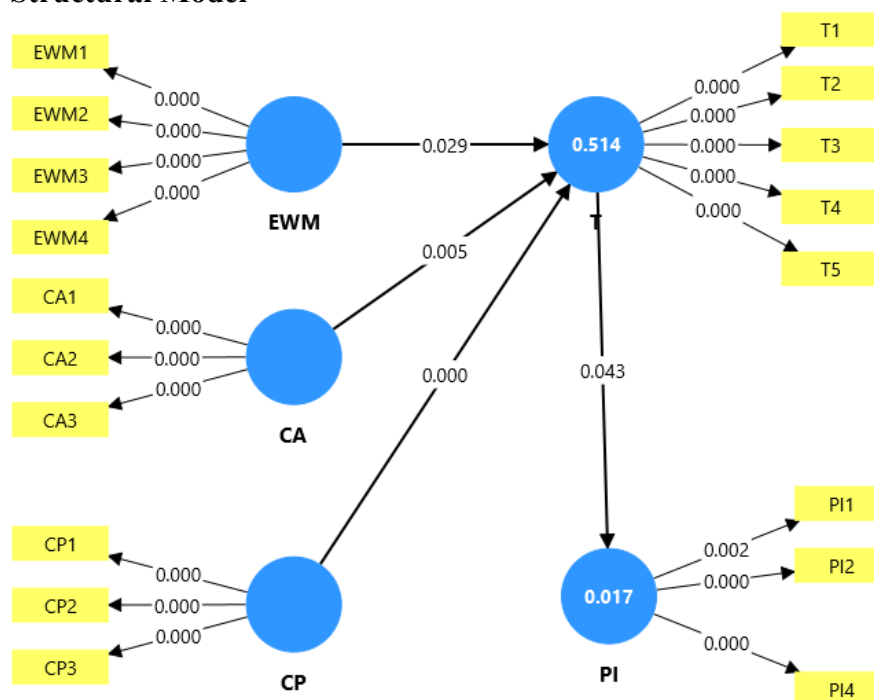 Structural Model
EWM1
EWM2
EWM3
EWM4
0.000
0.000
0.000
0.000
EWM
0.029
CA1
CA2
CA3
0.000
0.000
0.000
CA
0.005
CP1
CP2
CP3
0.000
0.000
0.000
CP
0.000
0.514
T
0.000
0.000
0.000
0.000
0.000
T1
T2
T3
T4
T5
0.043
0.017
PI
0.002
0.000
0.000
PI1
PI2
PI4